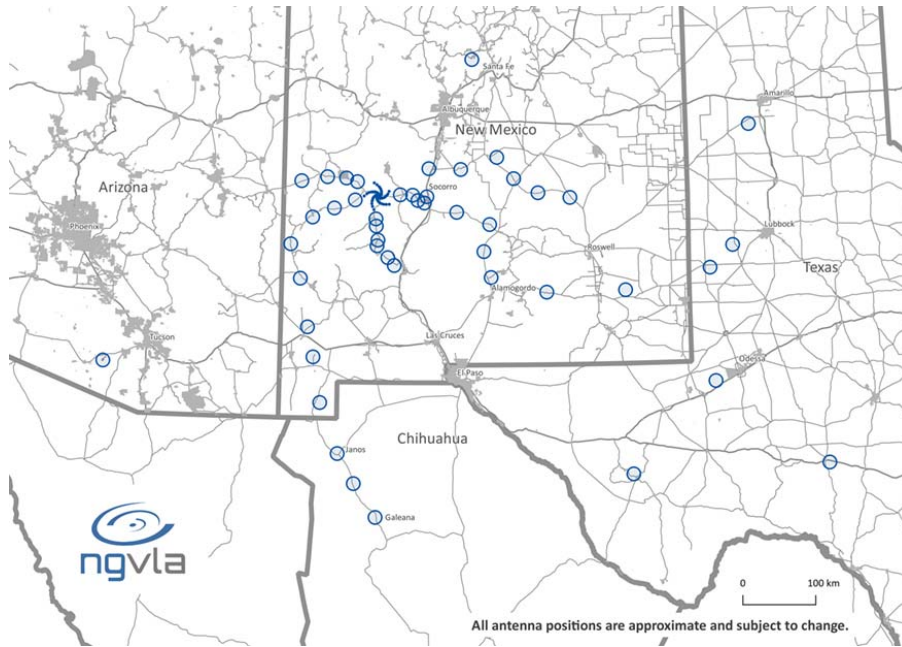 Santa Fe
Albuquerque
Amarillo
New Mexico
Arizona
Socorro
Phoenix
Lubbock
Roswell
Texas
Alamogordo
Tucson
Las Cruces
Odessa
El Paso
Chihuahua
Janos
Galeana
ngvla
0 100 km
All antenna positions are approximate and subject to change.